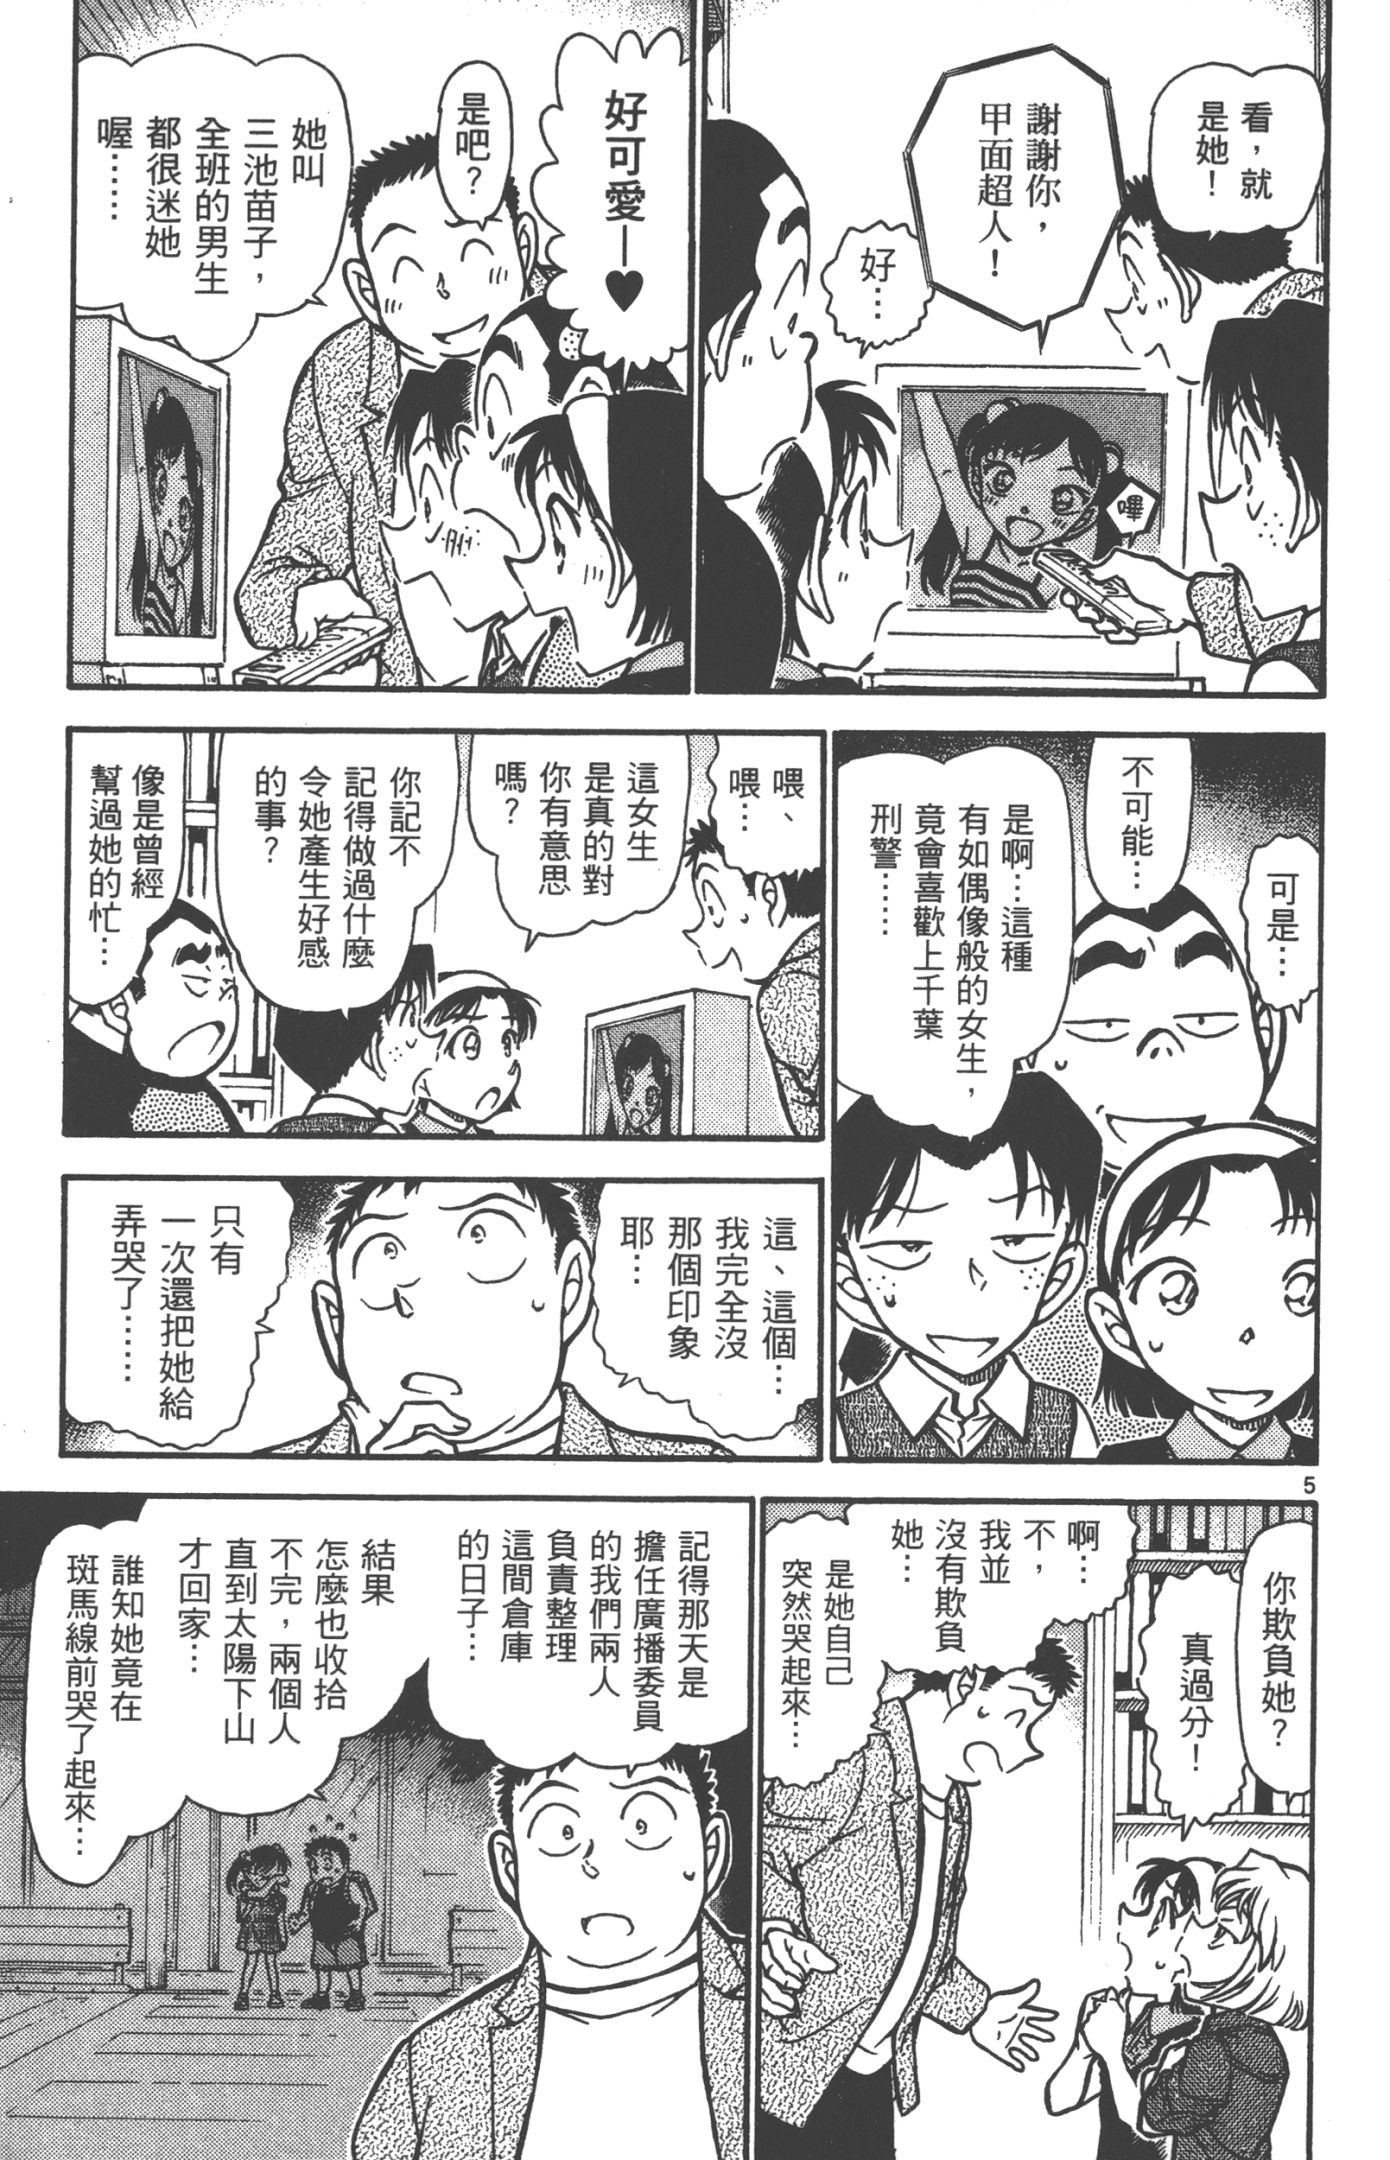 看，就
是她！
謝謝你，
甲面超人！
好…
嗶
好可愛—♥
是吧？
她叫
三池苗子，
全班的男生
都很迷她
喔……
可是…
不可能…
是啊…這種
有如偶像般的女生，
竟會喜歡上千葉
刑警……
喂、
喂…
這女生
是真的對
你有意思
嗎？
你記不
記得做過什麼
令她產生好感
的事？
像是曾經
幫過她的忙…
這、這個…
我完全沒
那個印象
耶…
只有
一次還把她給
弄哭了……
5
你欺負她？
真過分！
啊…
不，
我並
沒有欺負
她…
是她自己
突然哭起來…
記得那天是
擔任廣播委員
的我們兩人
負責整理
這間倉庫
的日子…
結果
怎麼也收拾
不完，兩個人
直到太陽下山
才回家…
誰知她竟在
斑馬線前哭了起來…